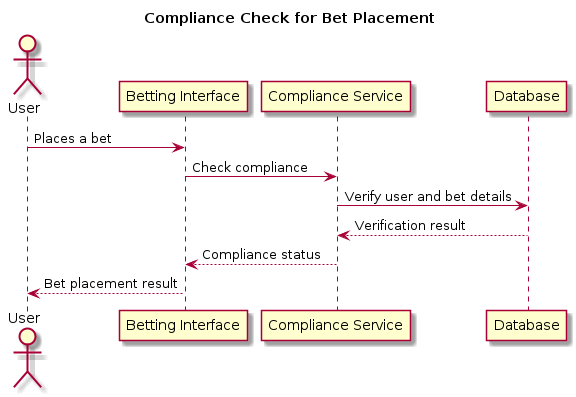 Compliance Check for Bet Placement
User
Betting Interface
Compliance Service
Database
Places a bet
Check compliance
Verify user and bet details
Verification result
Compliance status
Bet placement result
User
Betting Interface
Compliance Service
Database